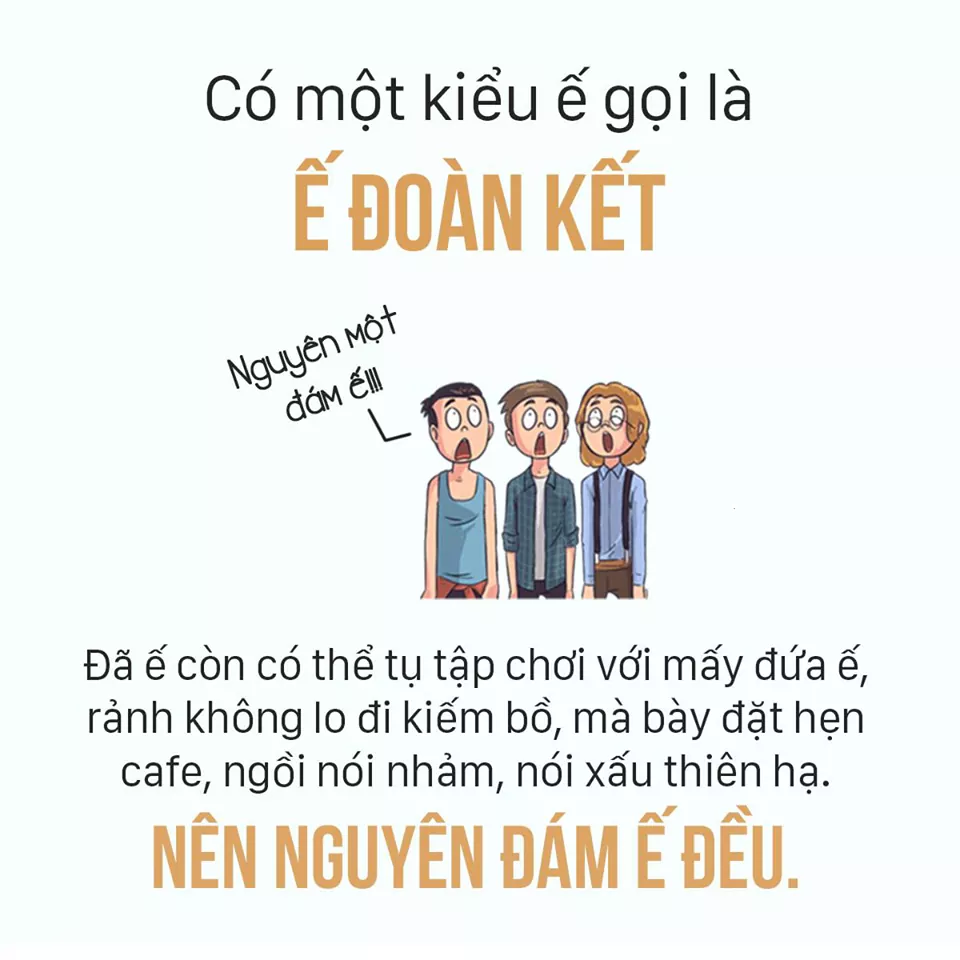 Có một kiểu ế gọi là
Ế ĐOÀN KẾT
Nguyên một
đám ế!!!
Đã ế còn có thể tụ tập chơi với mấy đứa ế,
rảnh không lo đi kiếm bồ, mà bày đặt hẹn
cafe, ngồi nói nhảm, nói xấu thiên hạ.
NÊN NGUYÊN ĐÁM Ế ĐỀU.